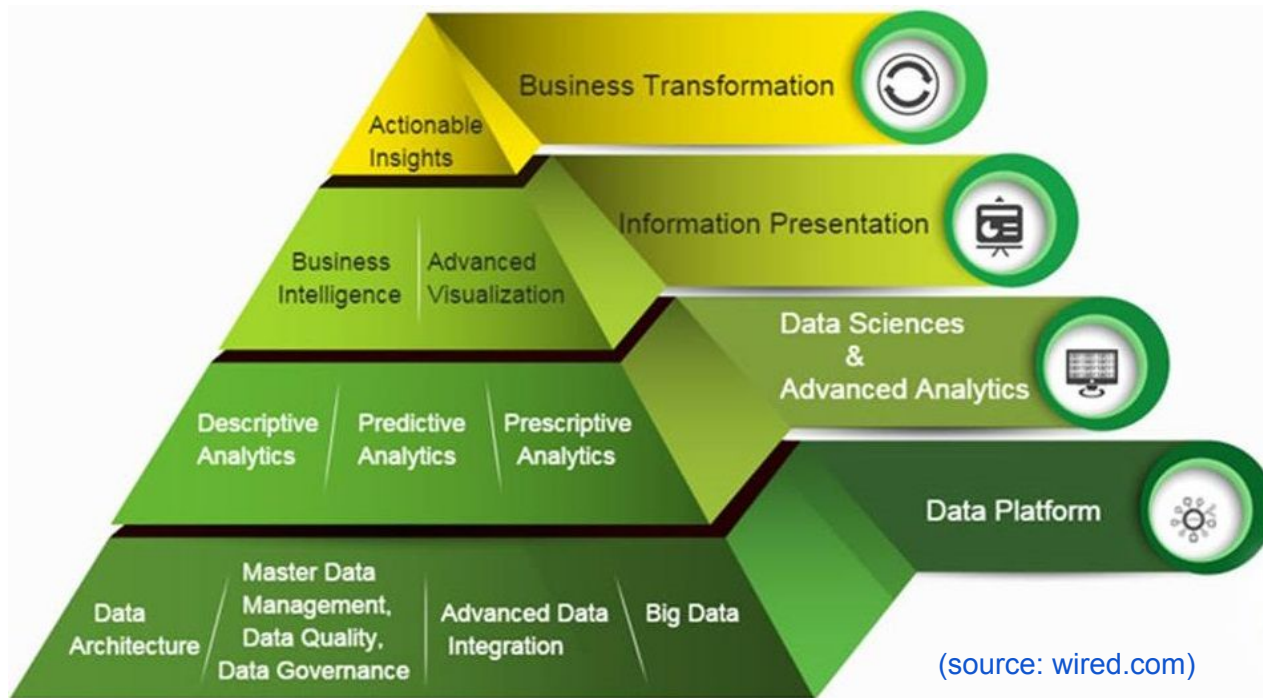 Business Transformation
Actionable
Insights
Information Presentation
Business
Intelligence
Advanced
Visualization
Data Sciences
&
Advanced Analytics
Descriptive
Analytics
Predictive
Analytics
Prescriptive
Analytics
Data Platform
Data
Architecture
Master Data
Management,
Data Quality,
Data Governance
Advanced Data
Integration
Big Data
(source: wired.com)